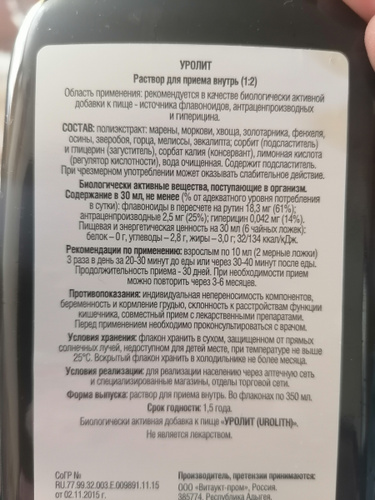 УРОЛИТ
Раствор для приема внутрь (1:2)
Область применения: рекомендуется в качестве биологически активной
добавки к пище - источника флавоноидов, антраценпроизводных
и гиперицина.
СОСТАВ: полиэкстракт: марены, моркови, хвоща, золотарника, фенхеля,
осины, зверобоя, горца, мелиссы, эвкалипта; сорбит (подсластитель)
и глицерин (загуститель), сорбат калия (консервант), лимонная кислота
(регулятор кислотности), вода очищенная. Содержит подсластитель.
При чрезмерном употреблении может оказывать слабительное действие.
Биологически активные вещества, поступающие в организм.
Содержание в 30 мл, не менее (% от адекватного уровня потребления
в сутки): флавоноиды в пересчете на рутин 18,3 мг (61%);
антраценпроизводные 2,5 мг (25%); гиперицин 0,042 мг (14%).
Пищевая и энергетическая ценность на 30 мл (6 чайных ложек):
белок – 0 г, углеводы – 2,8 г, жиры – 3,0 г; 32/134 ккал/кДж.
Рекомендации по применению: взрослым по 10 мл (2 мерные ложки)
3 раза в день за 20-30 минут до еды или через 30-40 минут после еды.
Продолжительность приема - 30 дней. При необходимости прием
можно повторить через 3-6 месяцев.
Противопоказания: индивидуальная непереносимость компонентов,
беременность и кормление грудью, склонность к расстройствам функции
кишечника, совместный прием с лекарственными препаратами.
Перед применением необходимо проконсультироваться с врачом.
Условия хранения: флакон хранить в сухом, защищенном от прямых
солнечных лучей, недоступном для детей месте, при температуре не выше
25°С. Вскрытый флакон хранить в холодильнике не более месяца.
Условия реализации: для реализации населению через аптечную сеть
и специализированные магазины, отделы торговой сети.
Форма выпуска: раствор для приема внутрь. Во флаконах по 350 мл.
Срок годности: 1,5 года.
Биологически активная добавка к пище «УРОЛИТ (UROLITH)».
Не является лекарством.
СоГР №
RU.77.99.32.003.Е.009891.11.15
от 02.11.2015 г.
Производитель, претензии принимаются:
ООО «Витаукт-пром», Россия,
385774, Республика Адыгея,